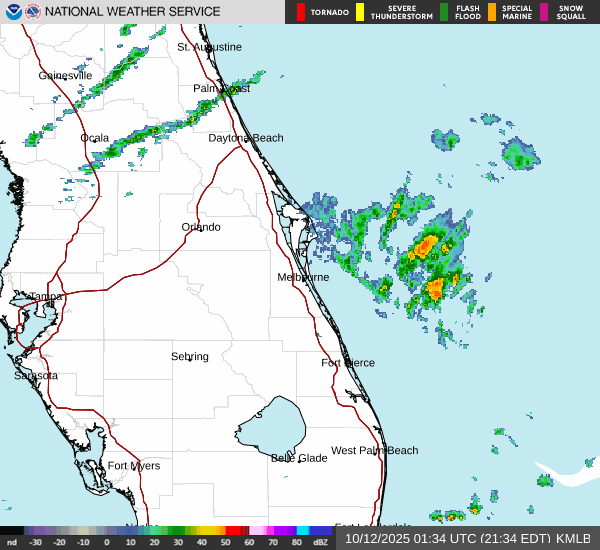 NATIONAL WEATHER SERVICE
TORNADO
SEVERE THUNDERSTORM
FLASH FLOOD
SPECIAL MARINE
SNOW SQUALL
St. Augustine
Gainesville
Palm Coast
Ocala
Daytona Beach
Orlando
Melbourne
Tampa
Sebring
Fort Pierce
Sarasota
West Palm Beach
Belle Glade
Fort Myers
Fort Lauderdale
nd -30 -20 -10 0 10 20 30 40 50 60 70 80 dBZ
10/12/2025 01:34 UTC (21:34 EDT) KMLB